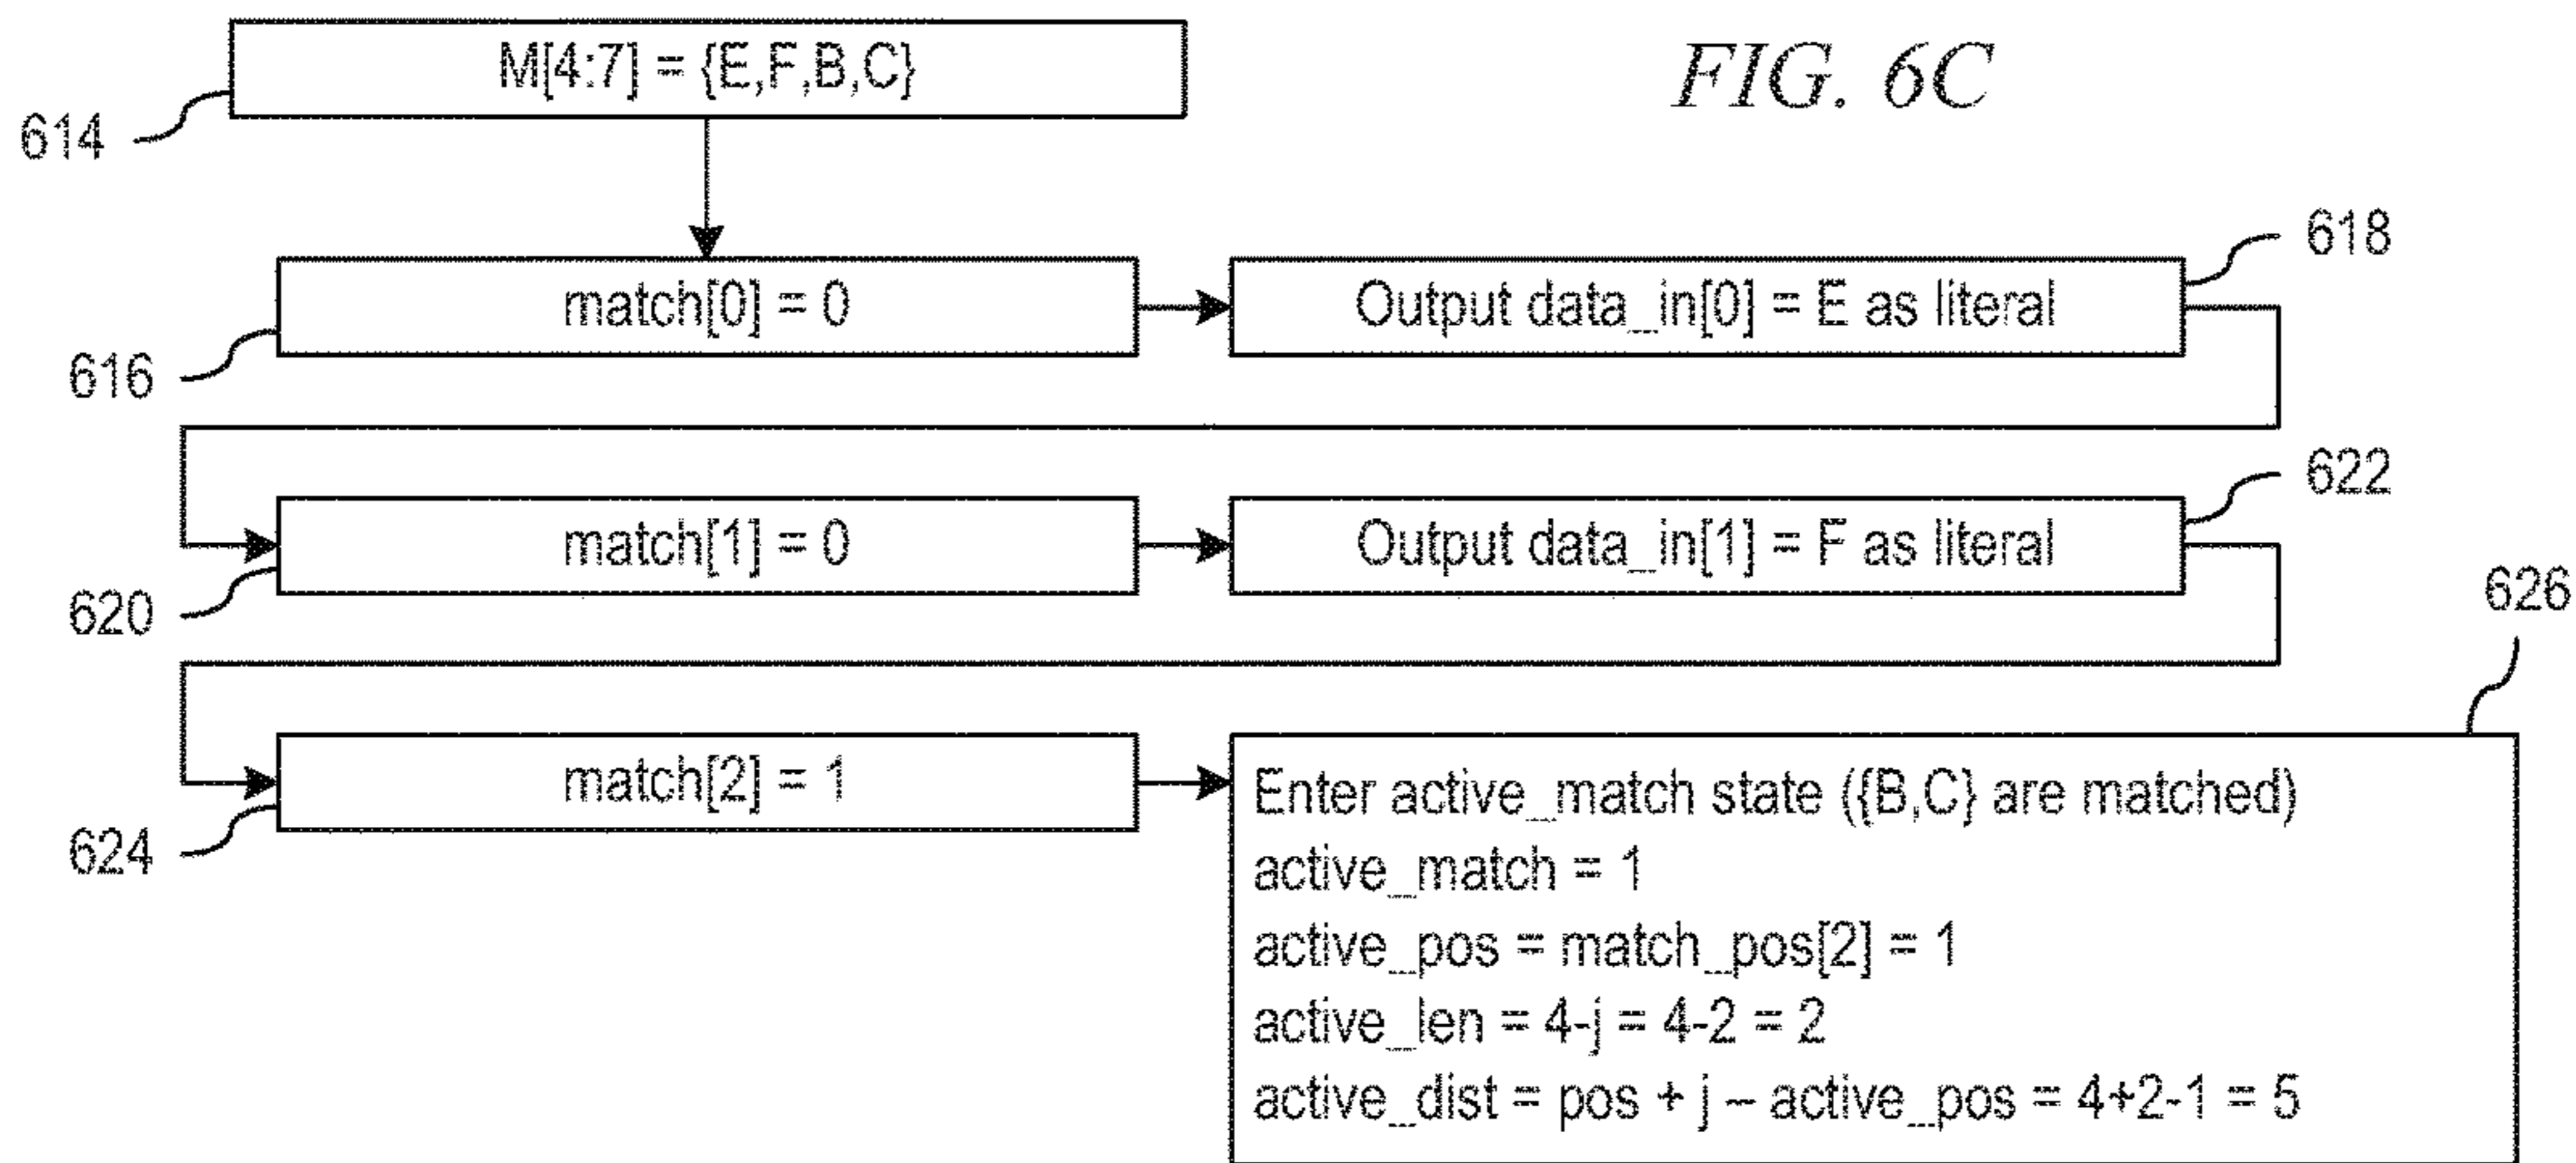 M[4:7] = {E,F,B,C}
FIG. 6C
614
match[0] = 0
Output data_in[0] = E as literal
618
616
match[1] = 0
Output data_in[1] = F as literal
622
620
626
match[2] = 1
624
Enter active_match state ({B,C} are matched)
active_match = 1
active_pos = match_pos[2] = 1
active_len = 4-j = 4-2 = 2
active_dist = pos + j – active_pos = 4+2-1 = 5